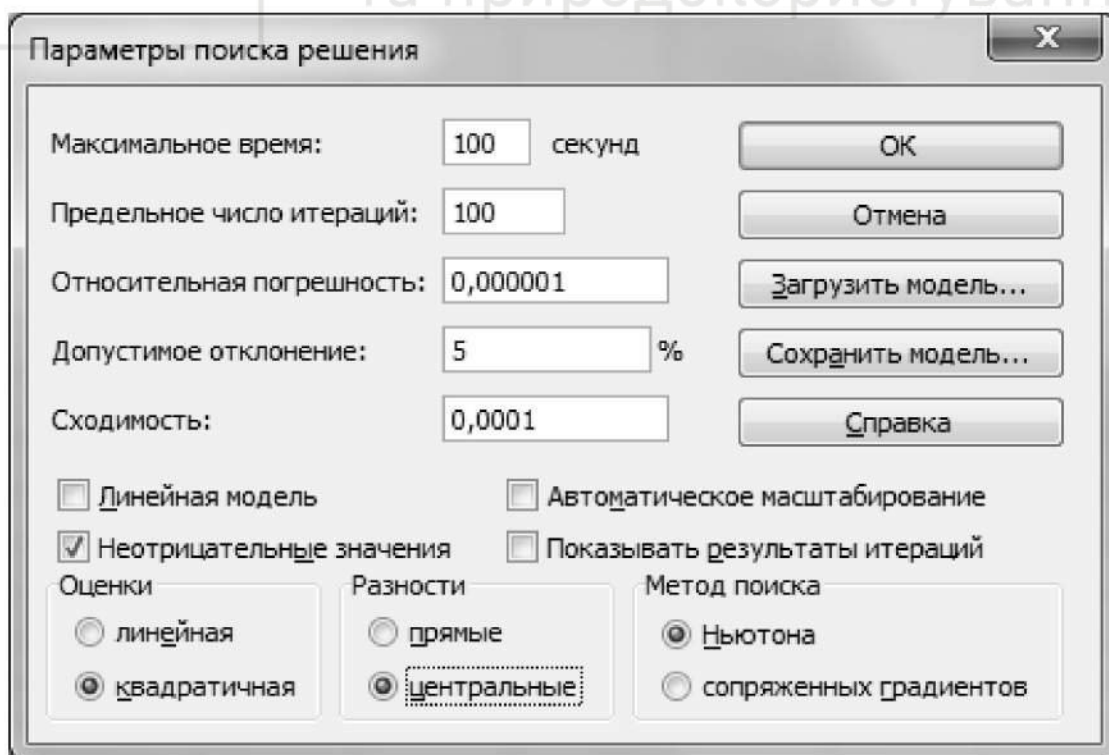 та природокористування
Параметры поиска решения
Максимальное время: 100 секунд OK
Предельное число итераций: 100 Отмена
Относительная погрешность: 0,000001 Загрузить модель...
Допустимое отклонение: 5 % Сохранить модель...
Сходимость: 0,0001 Справка
Линейная модель Автоматическое масштабирование
Неотрицательные значения Показывать результаты итераций
Оценки Разности Метод поиска
линейная прямые Ньютона
квадратичная центральные сопряженных градиентов